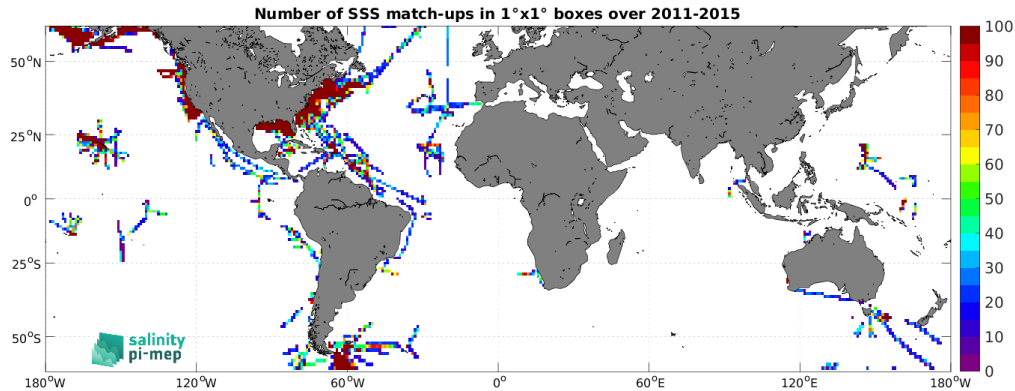 Number of SSS match-ups in 1°x1° boxes over 2011-2015
50°N
25°N
0°
25°S
50°S
180°W
120°W
60°W
0°
60°E
120°E
180°W
100
90
80
70
60
50
40
30
20
10
0
salinity
pi-mep